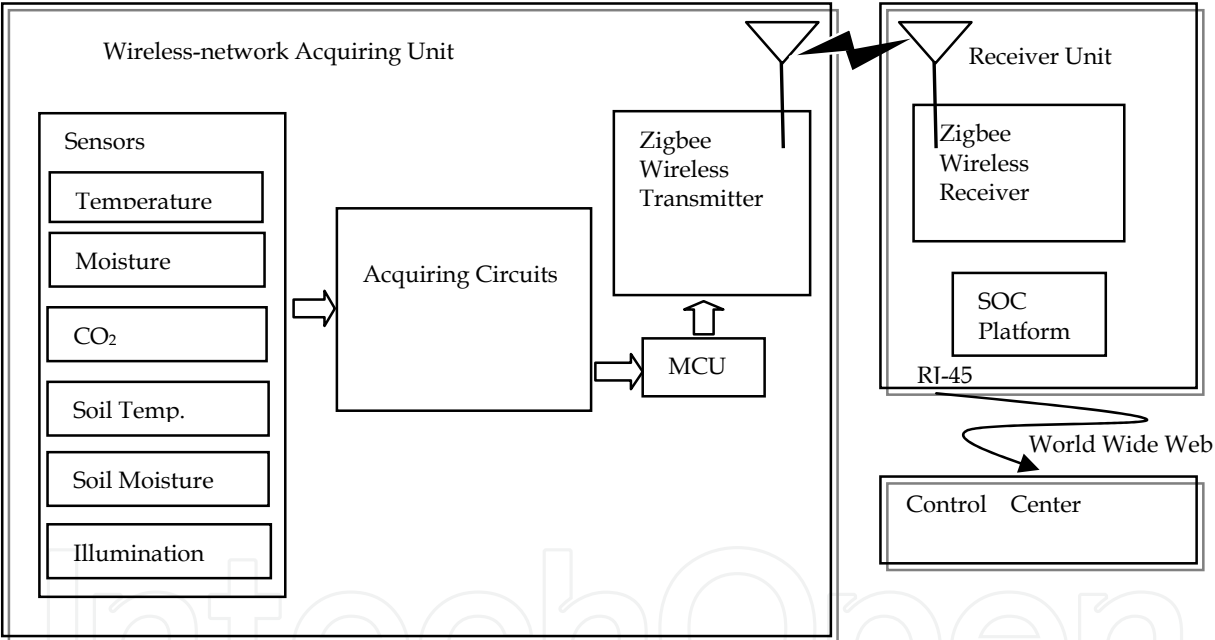 Wireless-network Acquiring Unit
Sensors
Temperature
Moisture
CO₂
Soil Temp.
Soil Moisture
Illumination
Acquiring Circuits
Zigbee
Wireless
Transmitter
MCU
Receiver Unit
Zigbee
Wireless
Receiver
SOC
Platform
RJ-45
World Wide Web
Control Center
IntechOpen